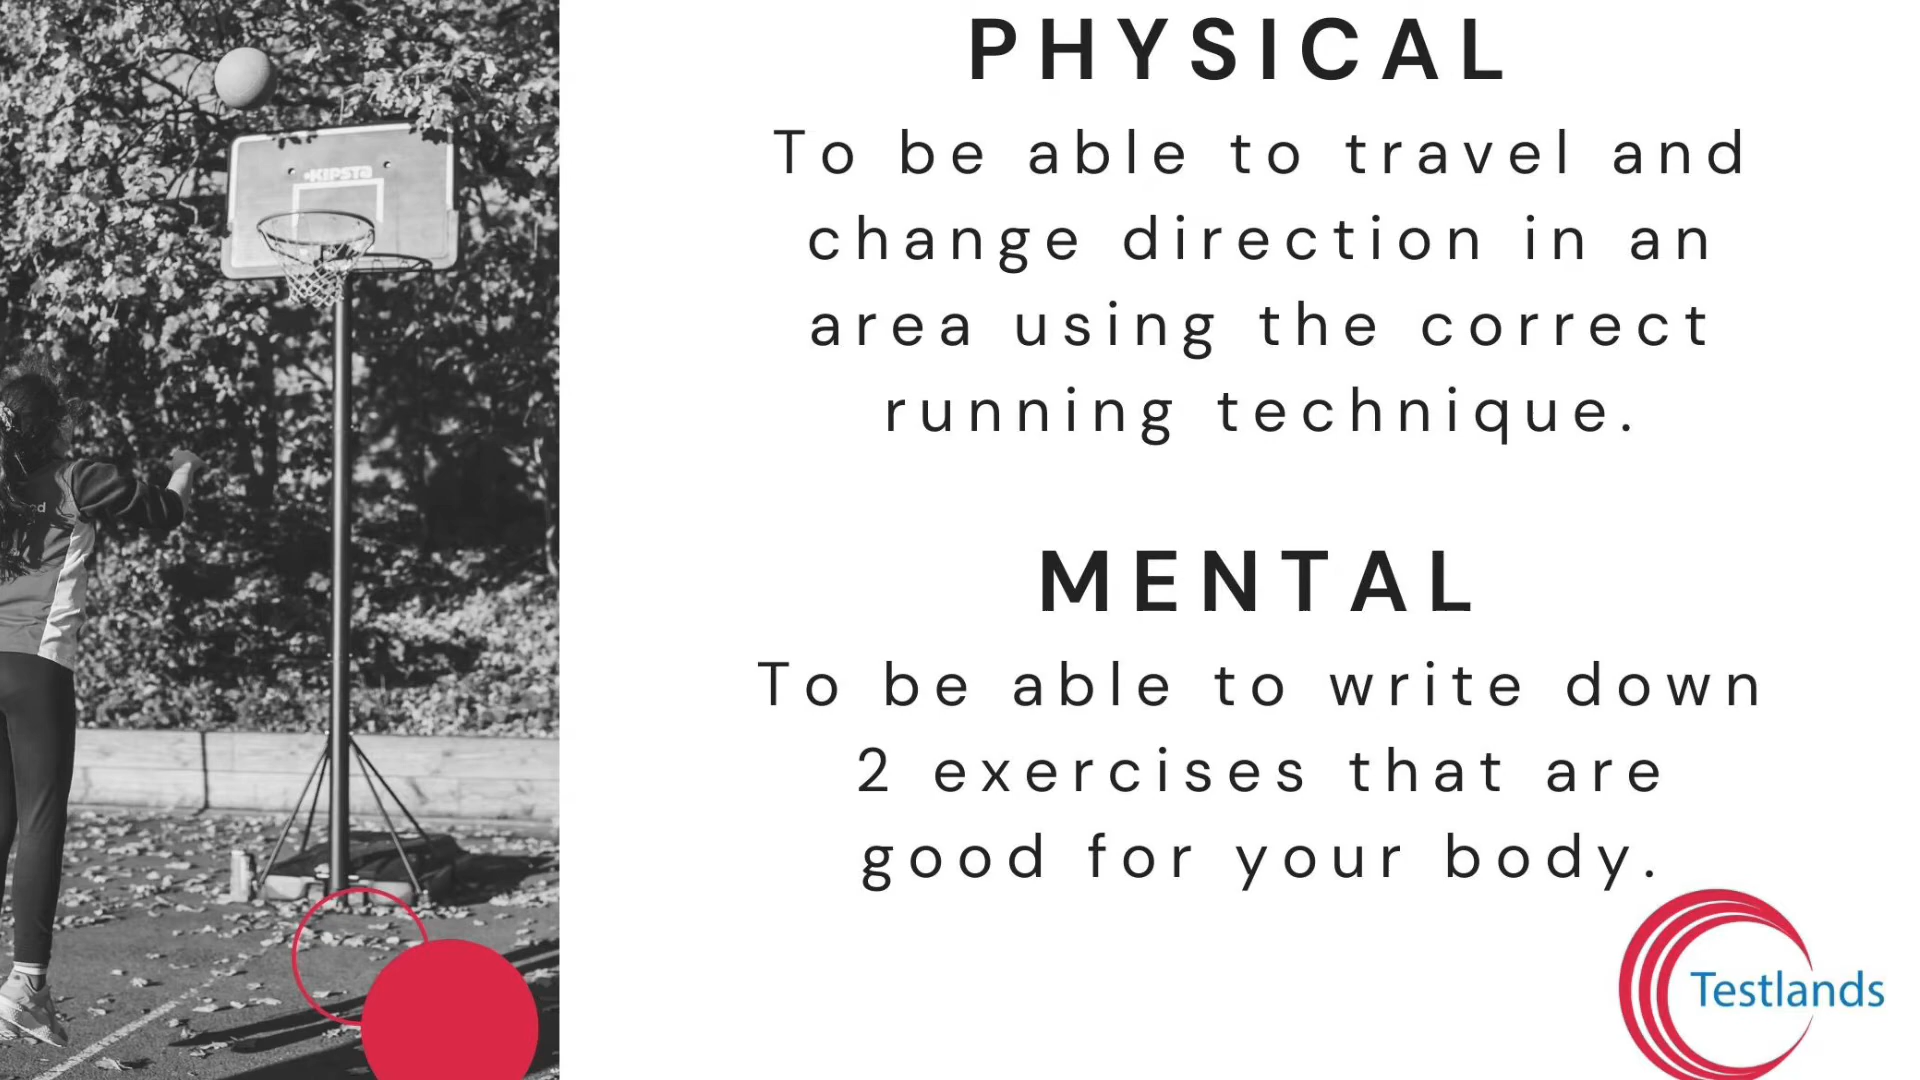 PHYSICAL
To be able to travel and
change direction in an
area using the correct
running technique.
MENTAL
To be able to write down
2 exercises that are
good for your body.
KIPSTA
Testlands